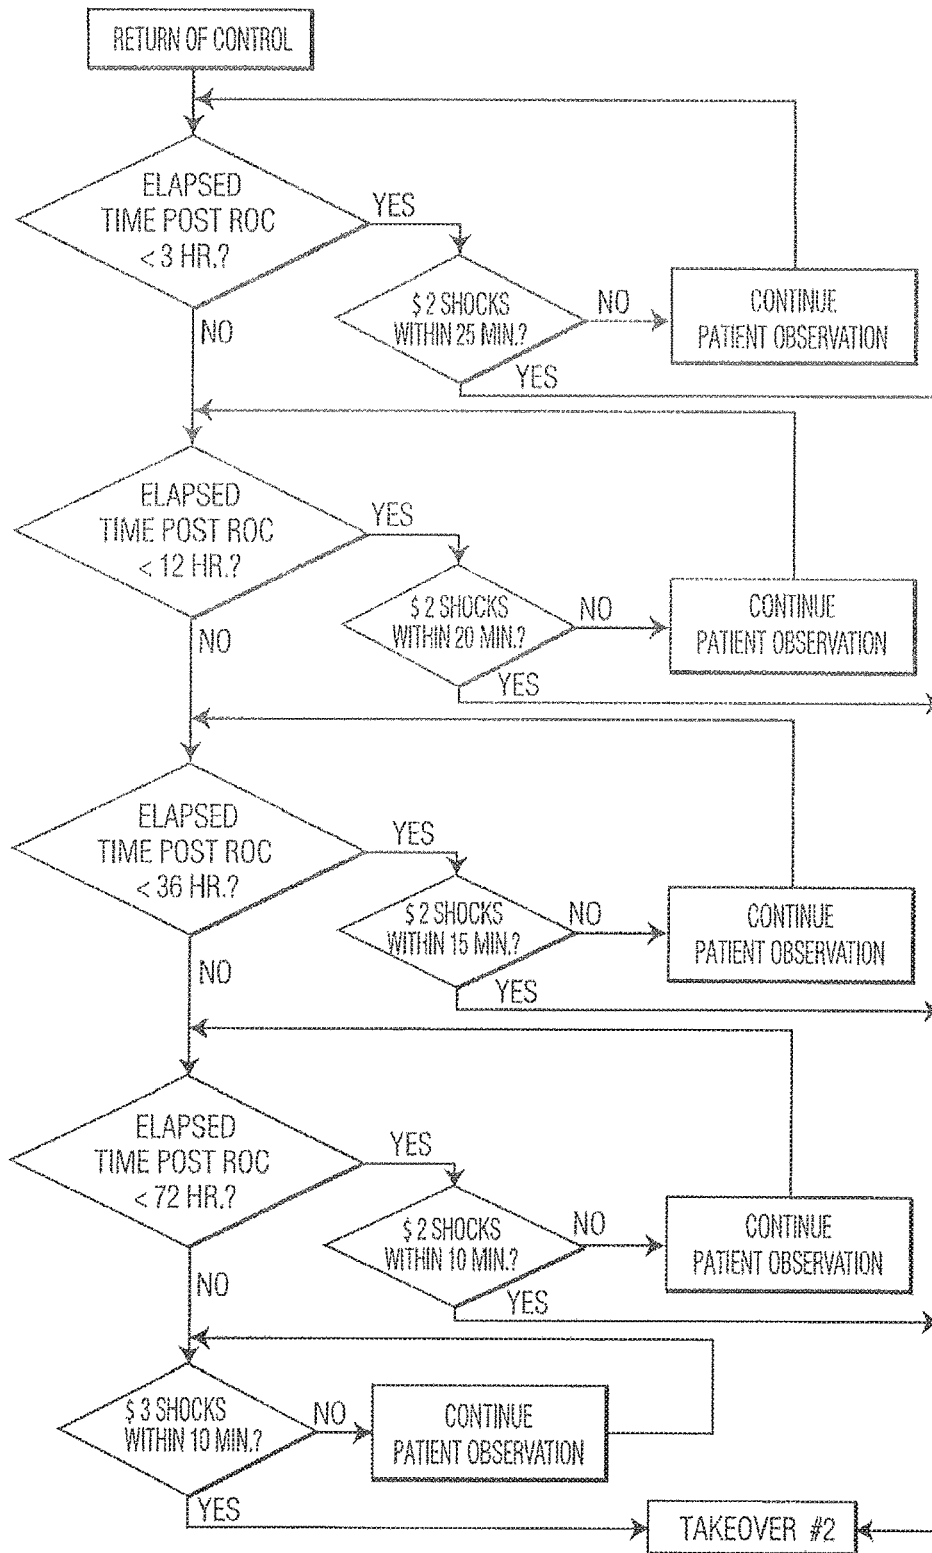 RETURN OF CONTROL
ELAPSED
TIME POST ROC
< 3 HR.?
YES
$ 2 SHOCKS
WITHIN 25 MIN.?
NO
CONTINUE
PATIENT OBSERVATION
NO
YES
ELAPSED
TIME POST ROC
< 12 HR.?
YES
$ 2 SHOCKS
WITHIN 20 MIN.?
NO
CONTINUE
PATIENT OBSERVATION
NO
YES
ELAPSED
TIME POST ROC
< 36 HR.?
YES
$ 2 SHOCKS
WITHIN 15 MIN.?
NO
CONTINUE
PATIENT OBSERVATION
NO
YES
ELAPSED
TIME POST ROC
< 72 HR.?
YES
$ 2 SHOCKS
WITHIN 10 MIN.?
NO
CONTINUE
PATIENT OBSERVATION
NO
YES
$ 3 SHOCKS
WITHIN 10 MIN.?
NO
CONTINUE
PATIENT OBSERVATION
YES
TAKEOVER #2